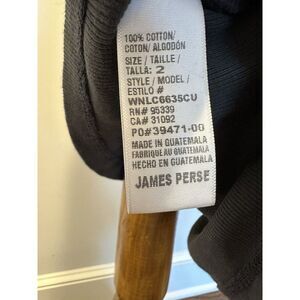 100% COTTON/
COTON/ ALGODÓN
SIZE / TAILLE /
TALLA: 2
STYLE / MODEL /
ESTILO #
WNLC6635CU
RN# 95339
CA# 31092
PO#39471-00
MADE IN GUATEMALA
FABRIQUÉ AU GUATEMALA
HECHO EN GUATEMALA
JAMES PERSE